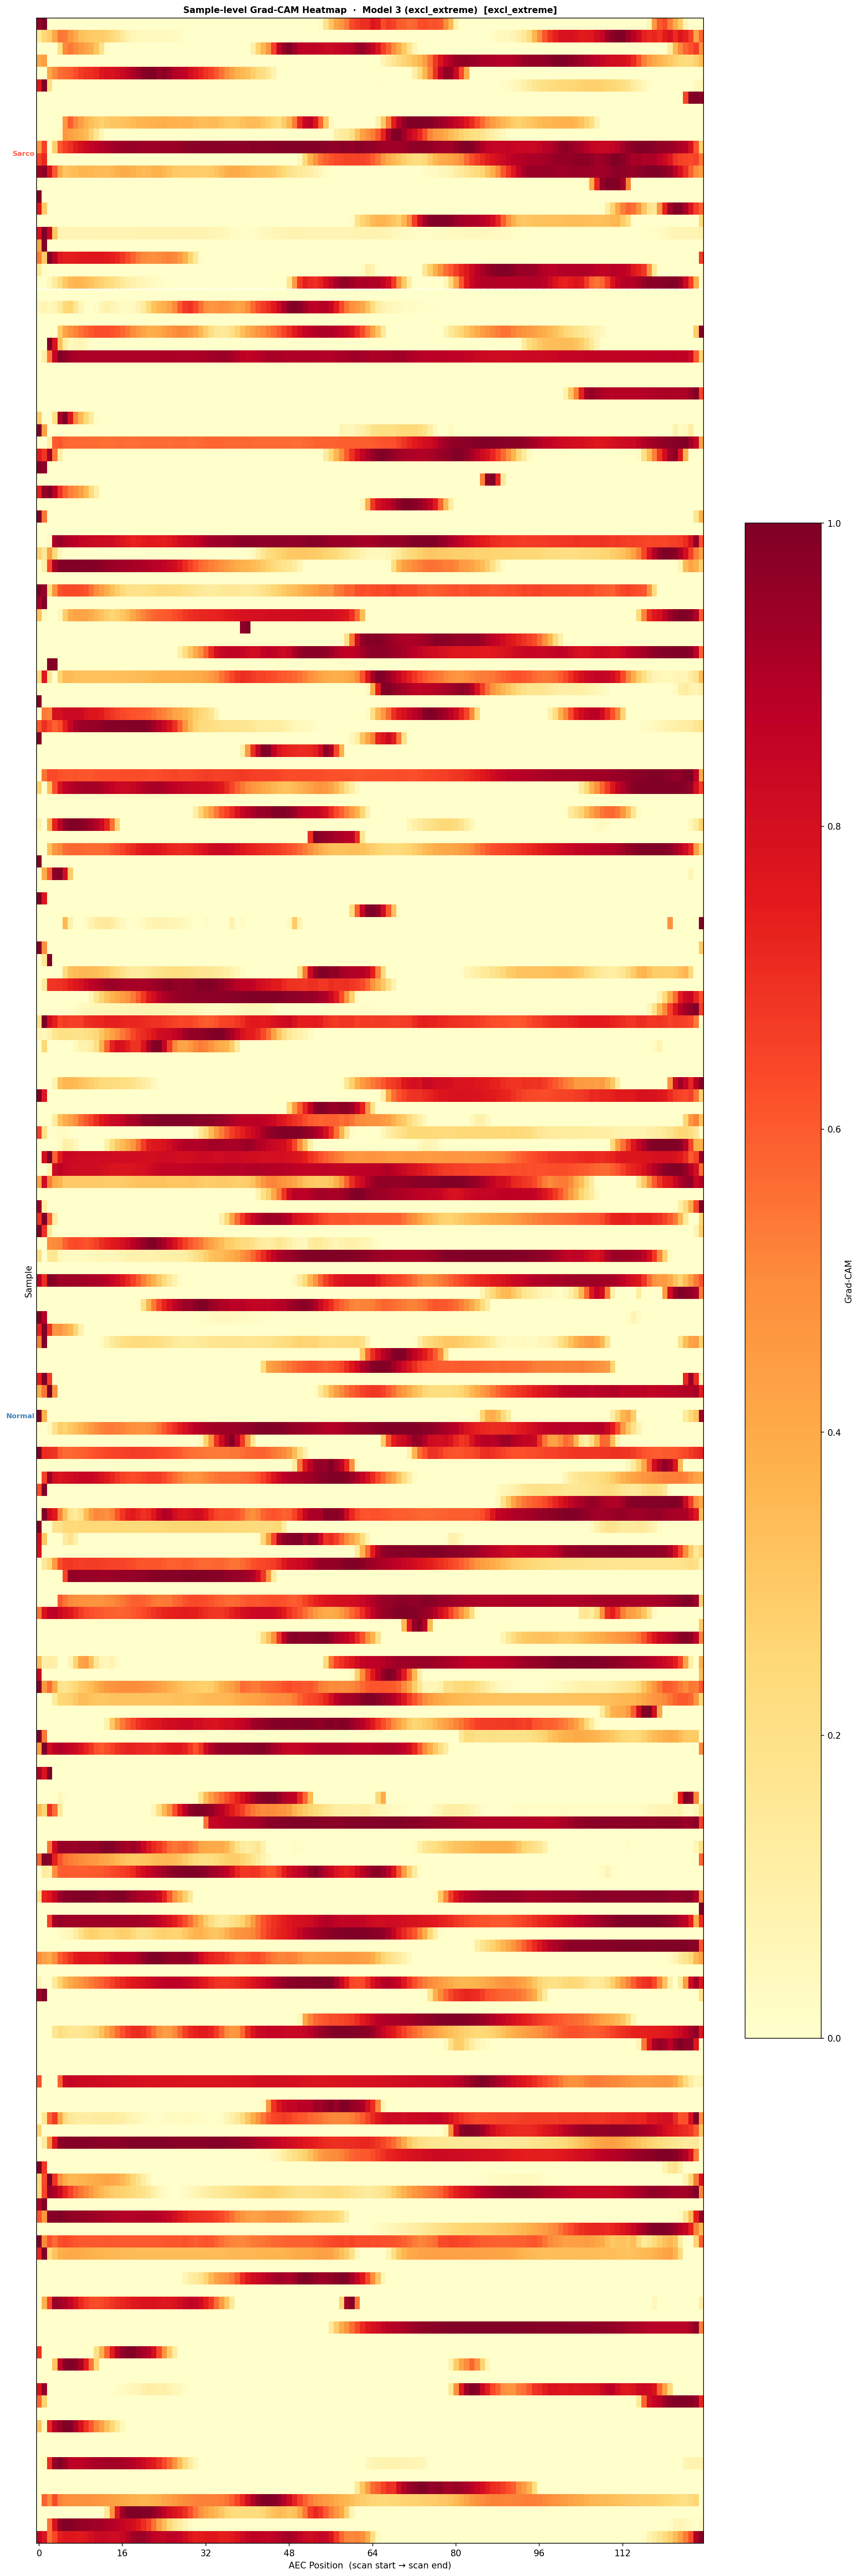 Sample-level Grad-CAM Heatmap · Model 3 (excl_extreme) [excl_extreme]
Sarco
Normal
Sample
0 16 32 48 64 80 96 112
AEC Position (scan start → scan end)
1.0
0.8
0.6
0.4
0.2
0.0
Grad-CAM